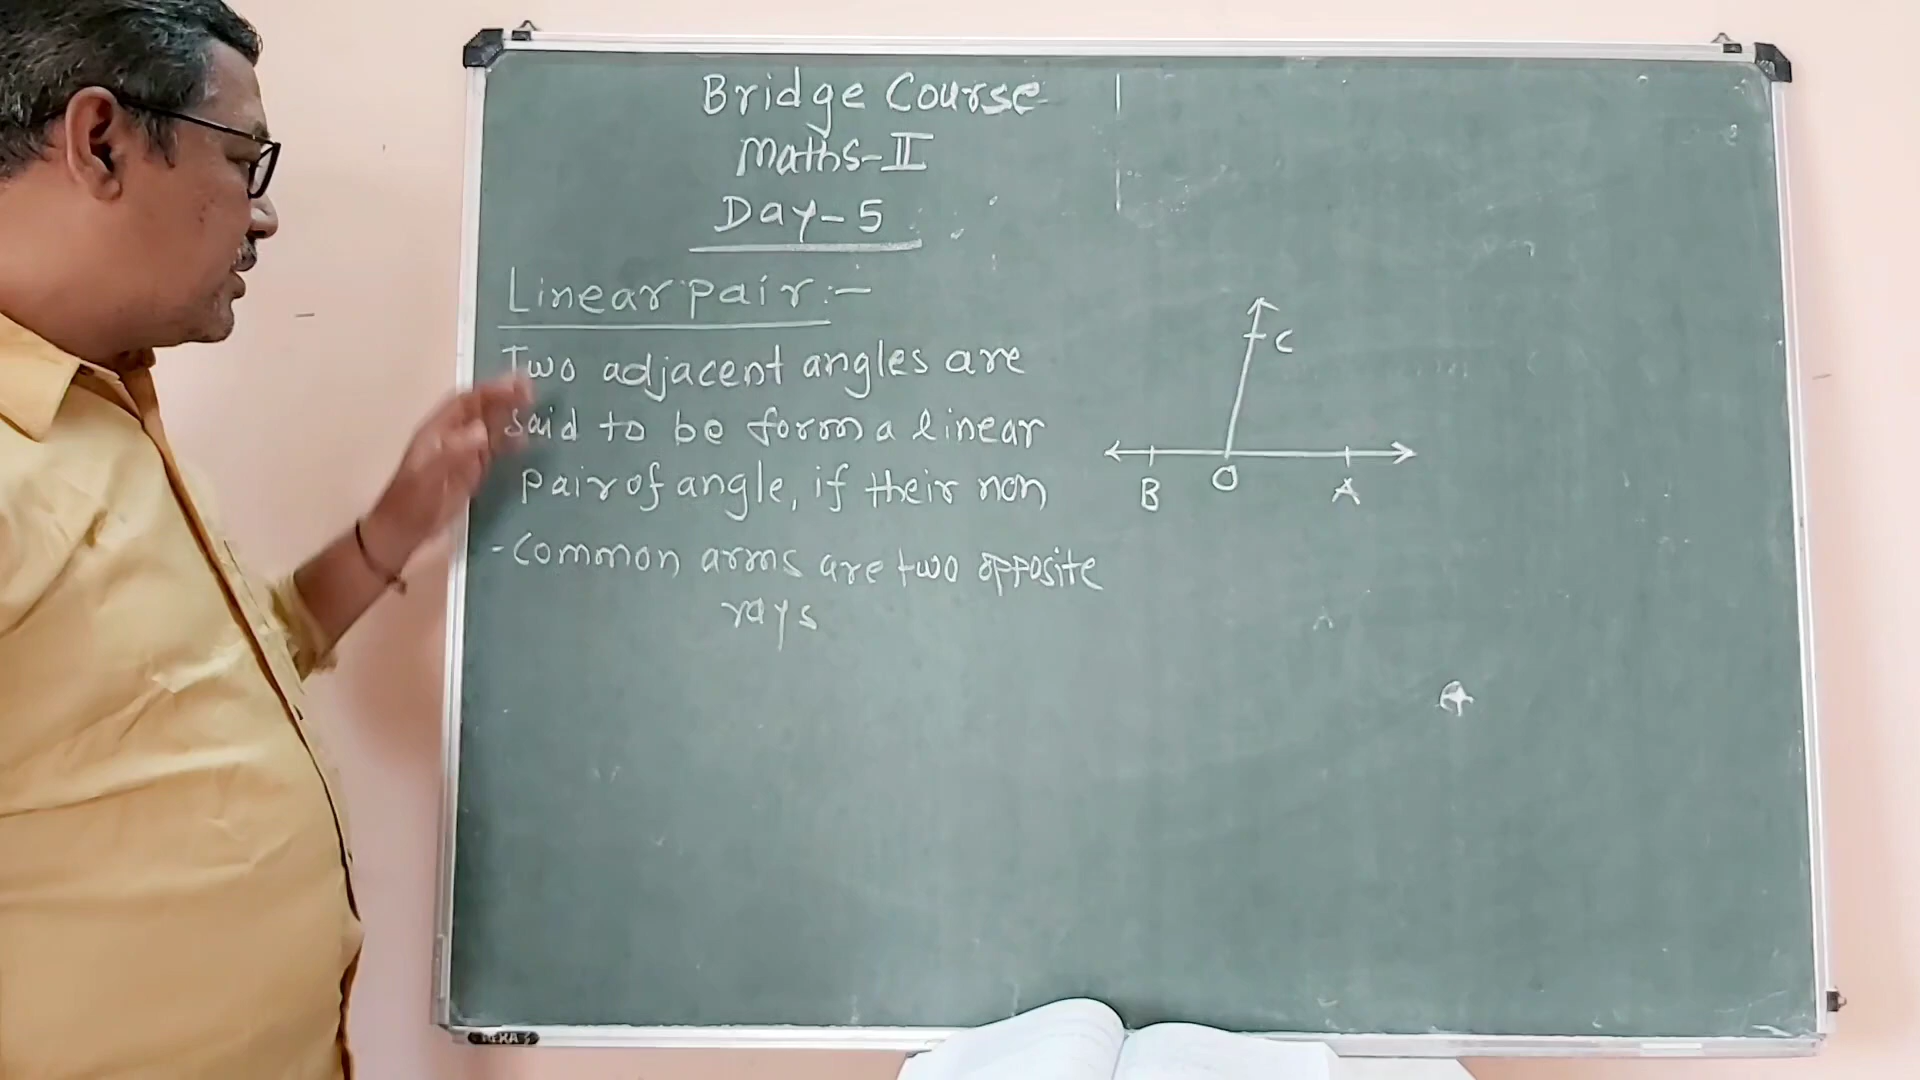 Bridge Course
Maths-II
Day-5
Linear pair:-
Two adjacent angles are
said to be form a linear
pair of angle, if their non
-common arms are two opposite
rays
C
B O A